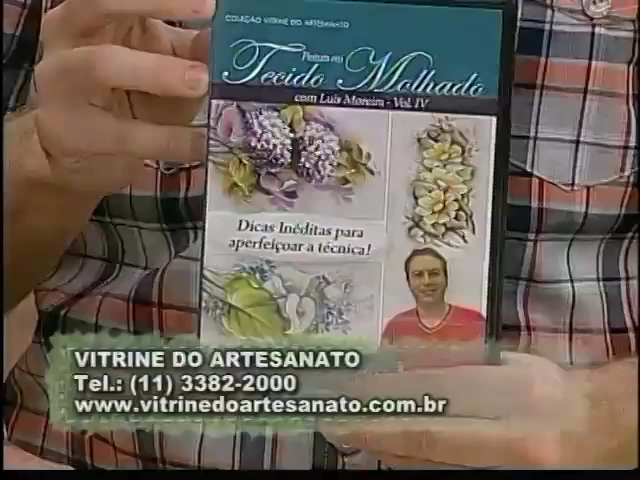 COLEÇÃO VITRINE DO ARTESANATO
Pintura em
Tecido Molhado
com Luis Moreira - Vol. IV
Dicas Inéditas para
aperfeiçoar a técnica!
VITRINE DO ARTESANATO
Tel.: (11) 3382-2000
www.vitrinedoartesanato.com.br